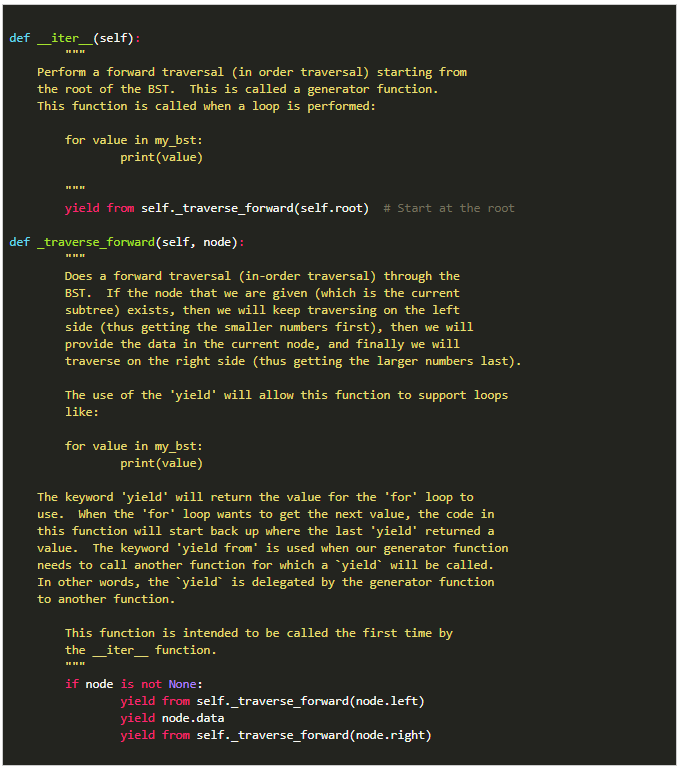 def __iter__(self):
"""
Perform a forward traversal (in order traversal) starting from
the root of the BST.  This is called a generator function.
This function is called when a loop is performed:
for value in my_bst:
print(value)
"""
yield from self._traverse_forward(self.root)  # Start at the root
def _traverse_forward(self, node):
"""
Does a forward traversal (in-order traversal) through the
BST.  If the node that we are given (which is the current
subtree) exists, then we will keep traversing on the left
side (thus getting the smaller numbers first), then we will
provide the data in the current node, and finally we will
traverse on the right side (thus getting the larger numbers last).
The use of the 'yield' will allow this function to support loops
like:
for value in my_bst:
print(value)
The keyword 'yield' will return the value for the 'for' loop to
use.  When the 'for' loop wants to get the next value, the code in
this function will start back up where the last 'yield' returned a
value.  The keyword 'yield from' is used when our generator function
needs to call another function for which a `yield` will be called.
In other words, the `yield` is delegated by the generator function
to another function.
This function is intended to be called the first time by
the __iter__ function.
"""
if node is not None:
yield from self._traverse_forward(node.left)
yield node.data
yield from self._traverse_forward(node.right)